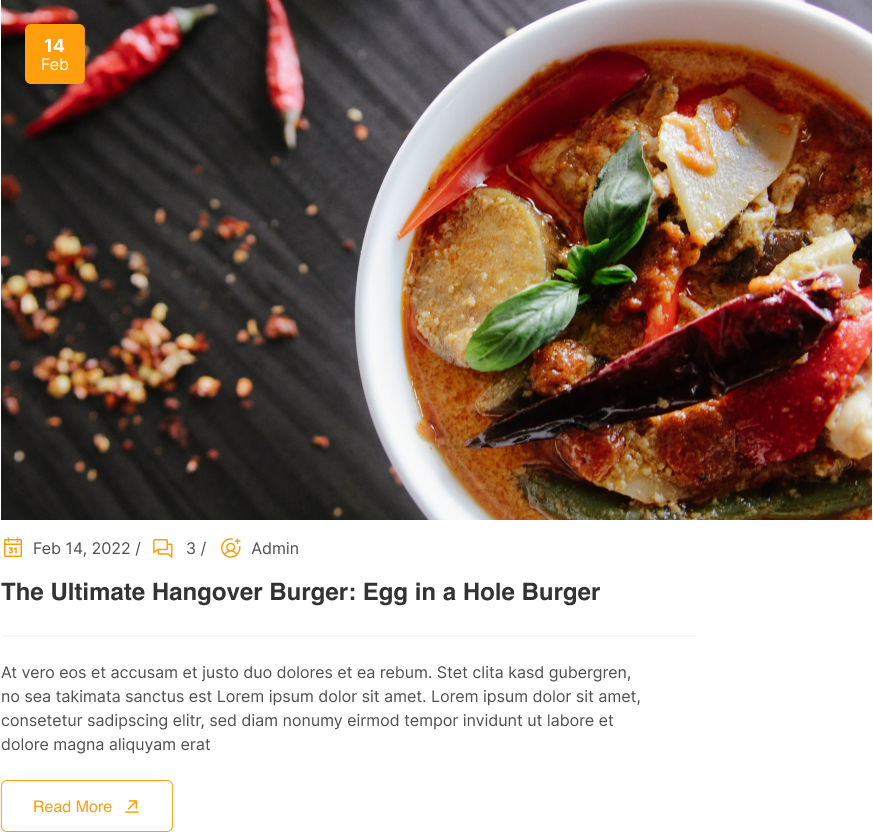 14
Feb
31
Feb 14, 2022 / 3 / Admin
The Ultimate Hangover Burger: Egg in a Hole Burger
At vero eos et accusam et justo duo dolores et ea rebum. Stet clita kasd gubergren,
no sea takimata sanctus est Lorem ipsum dolor sit amet. Lorem ipsum dolor sit amet,
consetetur sadipscing elitr, sed diam nonumy eirmod tempor invidunt ut labore et
dolore magna aliquyam erat
Read More